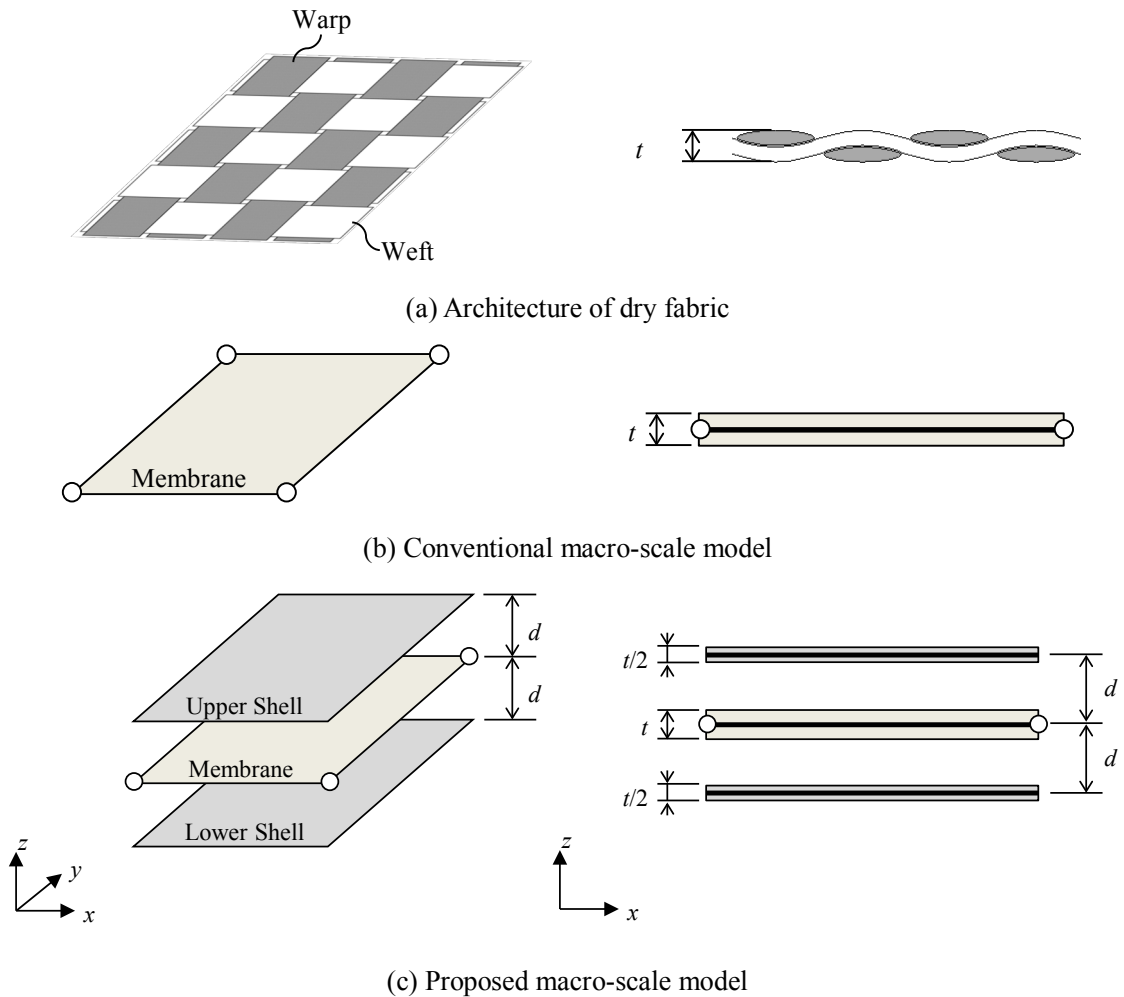 Warp
t
Weft
(a) Architecture of dry fabric
Membrane
t
(b) Conventional macro-scale model
d
d
Upper Shell
Membrane
Lower Shell
z
y
x
t/2
t
t/2
d
d
z
x
(c) Proposed macro-scale model